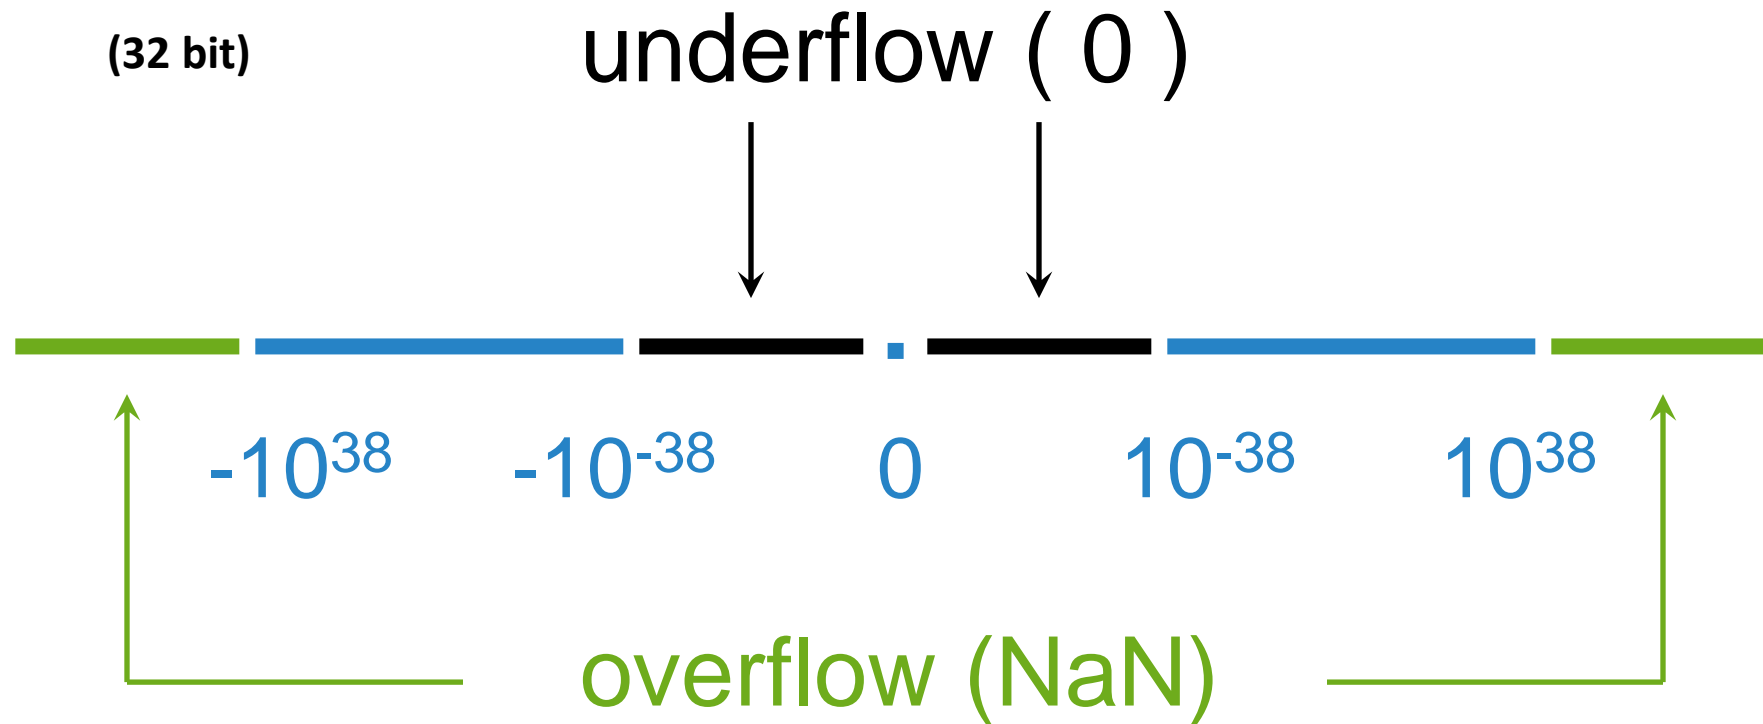 (32 bit)
underflow ( 0 )
-10³⁸ -10⁻³⁸ 0 10⁻³⁸ 10³⁸
overflow (NaN)